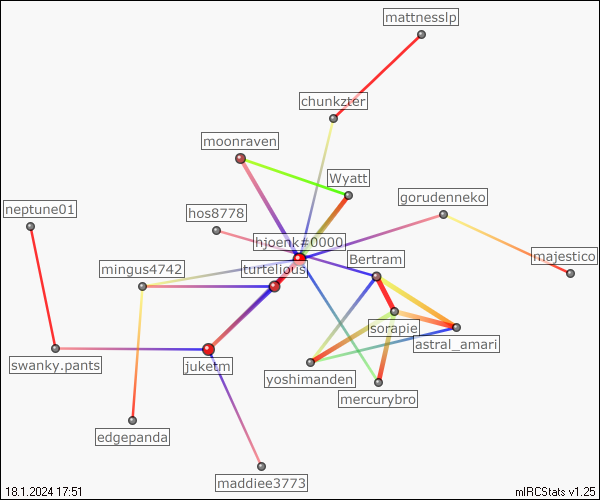 mattnesslp
chunkzter
moonraven
Wyatt
gorudenneko
neptune01
hos8778
hjoenk#0000
majestico
Bertram
mingus4742
turtelious
sorapie
astral_amari
swanky.pants
juketm
yoshimanden
mercurybro
edgepanda
maddiee3773
18.1.2024 17:51
mIRCStats v1.25